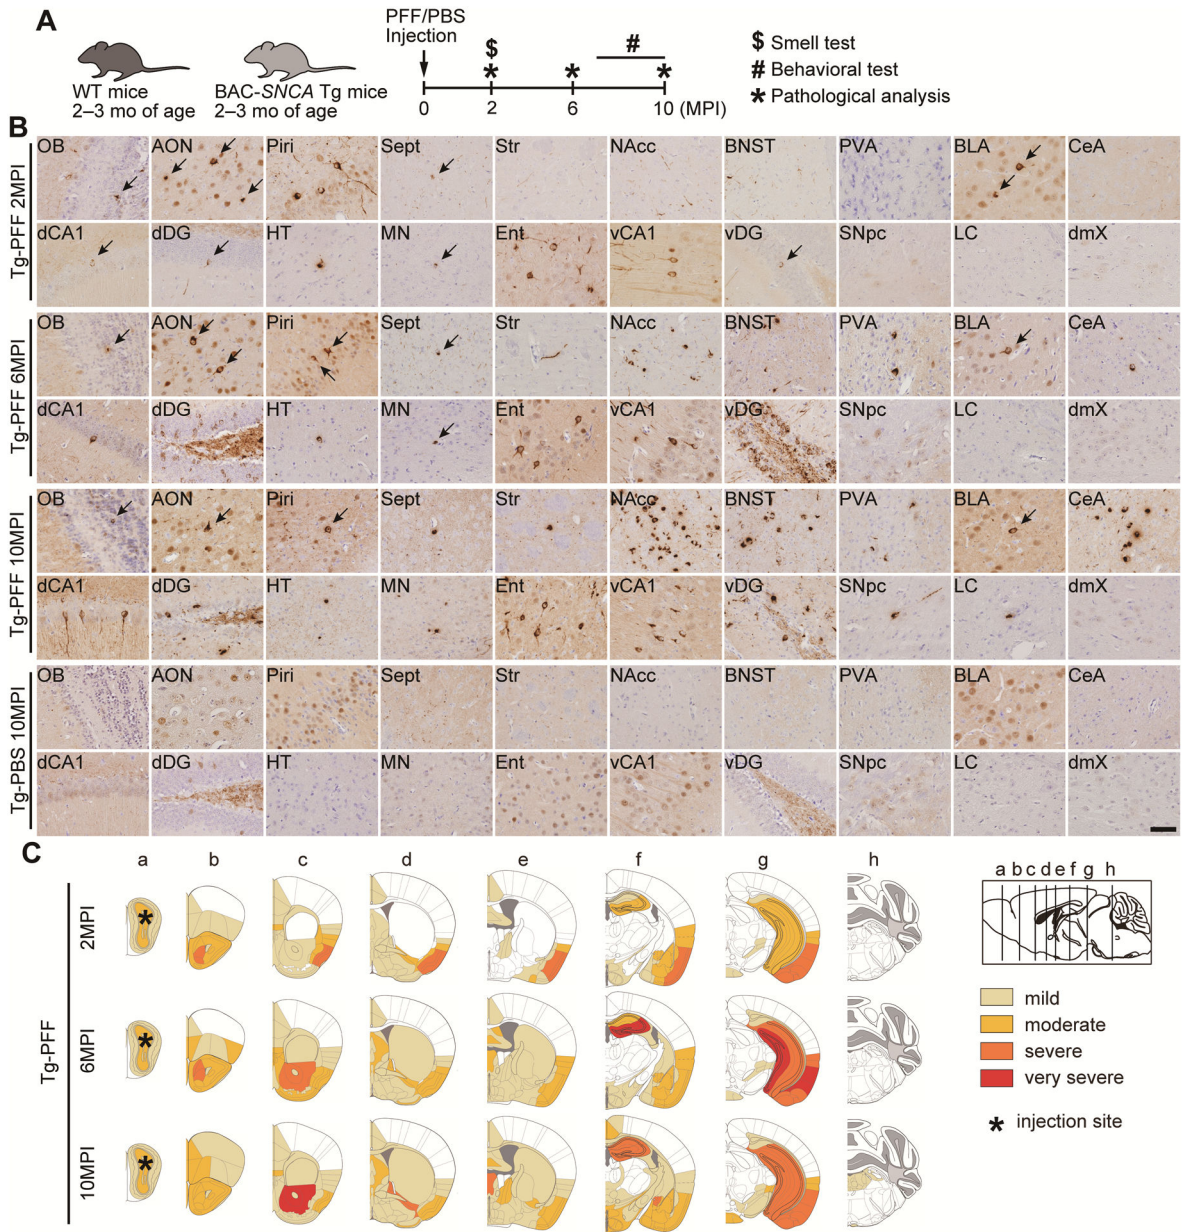 A
PFF/PBS
Injection
WT mice
2–3 mo of age
BAC-SNCA Tg mice
2–3 mo of age
$
#
* * *
0 2 6 10 (MPI)
$ Smell test
# Behavioral test
* Pathological analysis
B
Tg-PFF 2MPI
OB AON Piri Sept Str NAcc BNST PVA BLA CeA
dCA1 dDG HT MN Ent vCA1 vDG SNpc LC dmX
Tg-PFF 6MPI
OB AON Piri Sept Str NAcc BNST PVA BLA CeA
dCA1 dDG HT MN Ent vCA1 vDG SNpc LC dmX
Tg-PFF 10MPI
OB AON Piri Sept Str NAcc BNST PVA BLA CeA
dCA1 dDG HT MN Ent vCA1 vDG SNpc LC dmX
Tg-PBS 10MPI
OB AON Piri Sept Str NAcc BNST PVA BLA CeA
dCA1 dDG HT MN Ent vCA1 vDG SNpc LC dmX
C
a b c d e f g h
Tg-PFF
2MPI
*
6MPI
*
10MPI
*
a b c d e f g h
mild
moderate
severe
very severe
* injection site